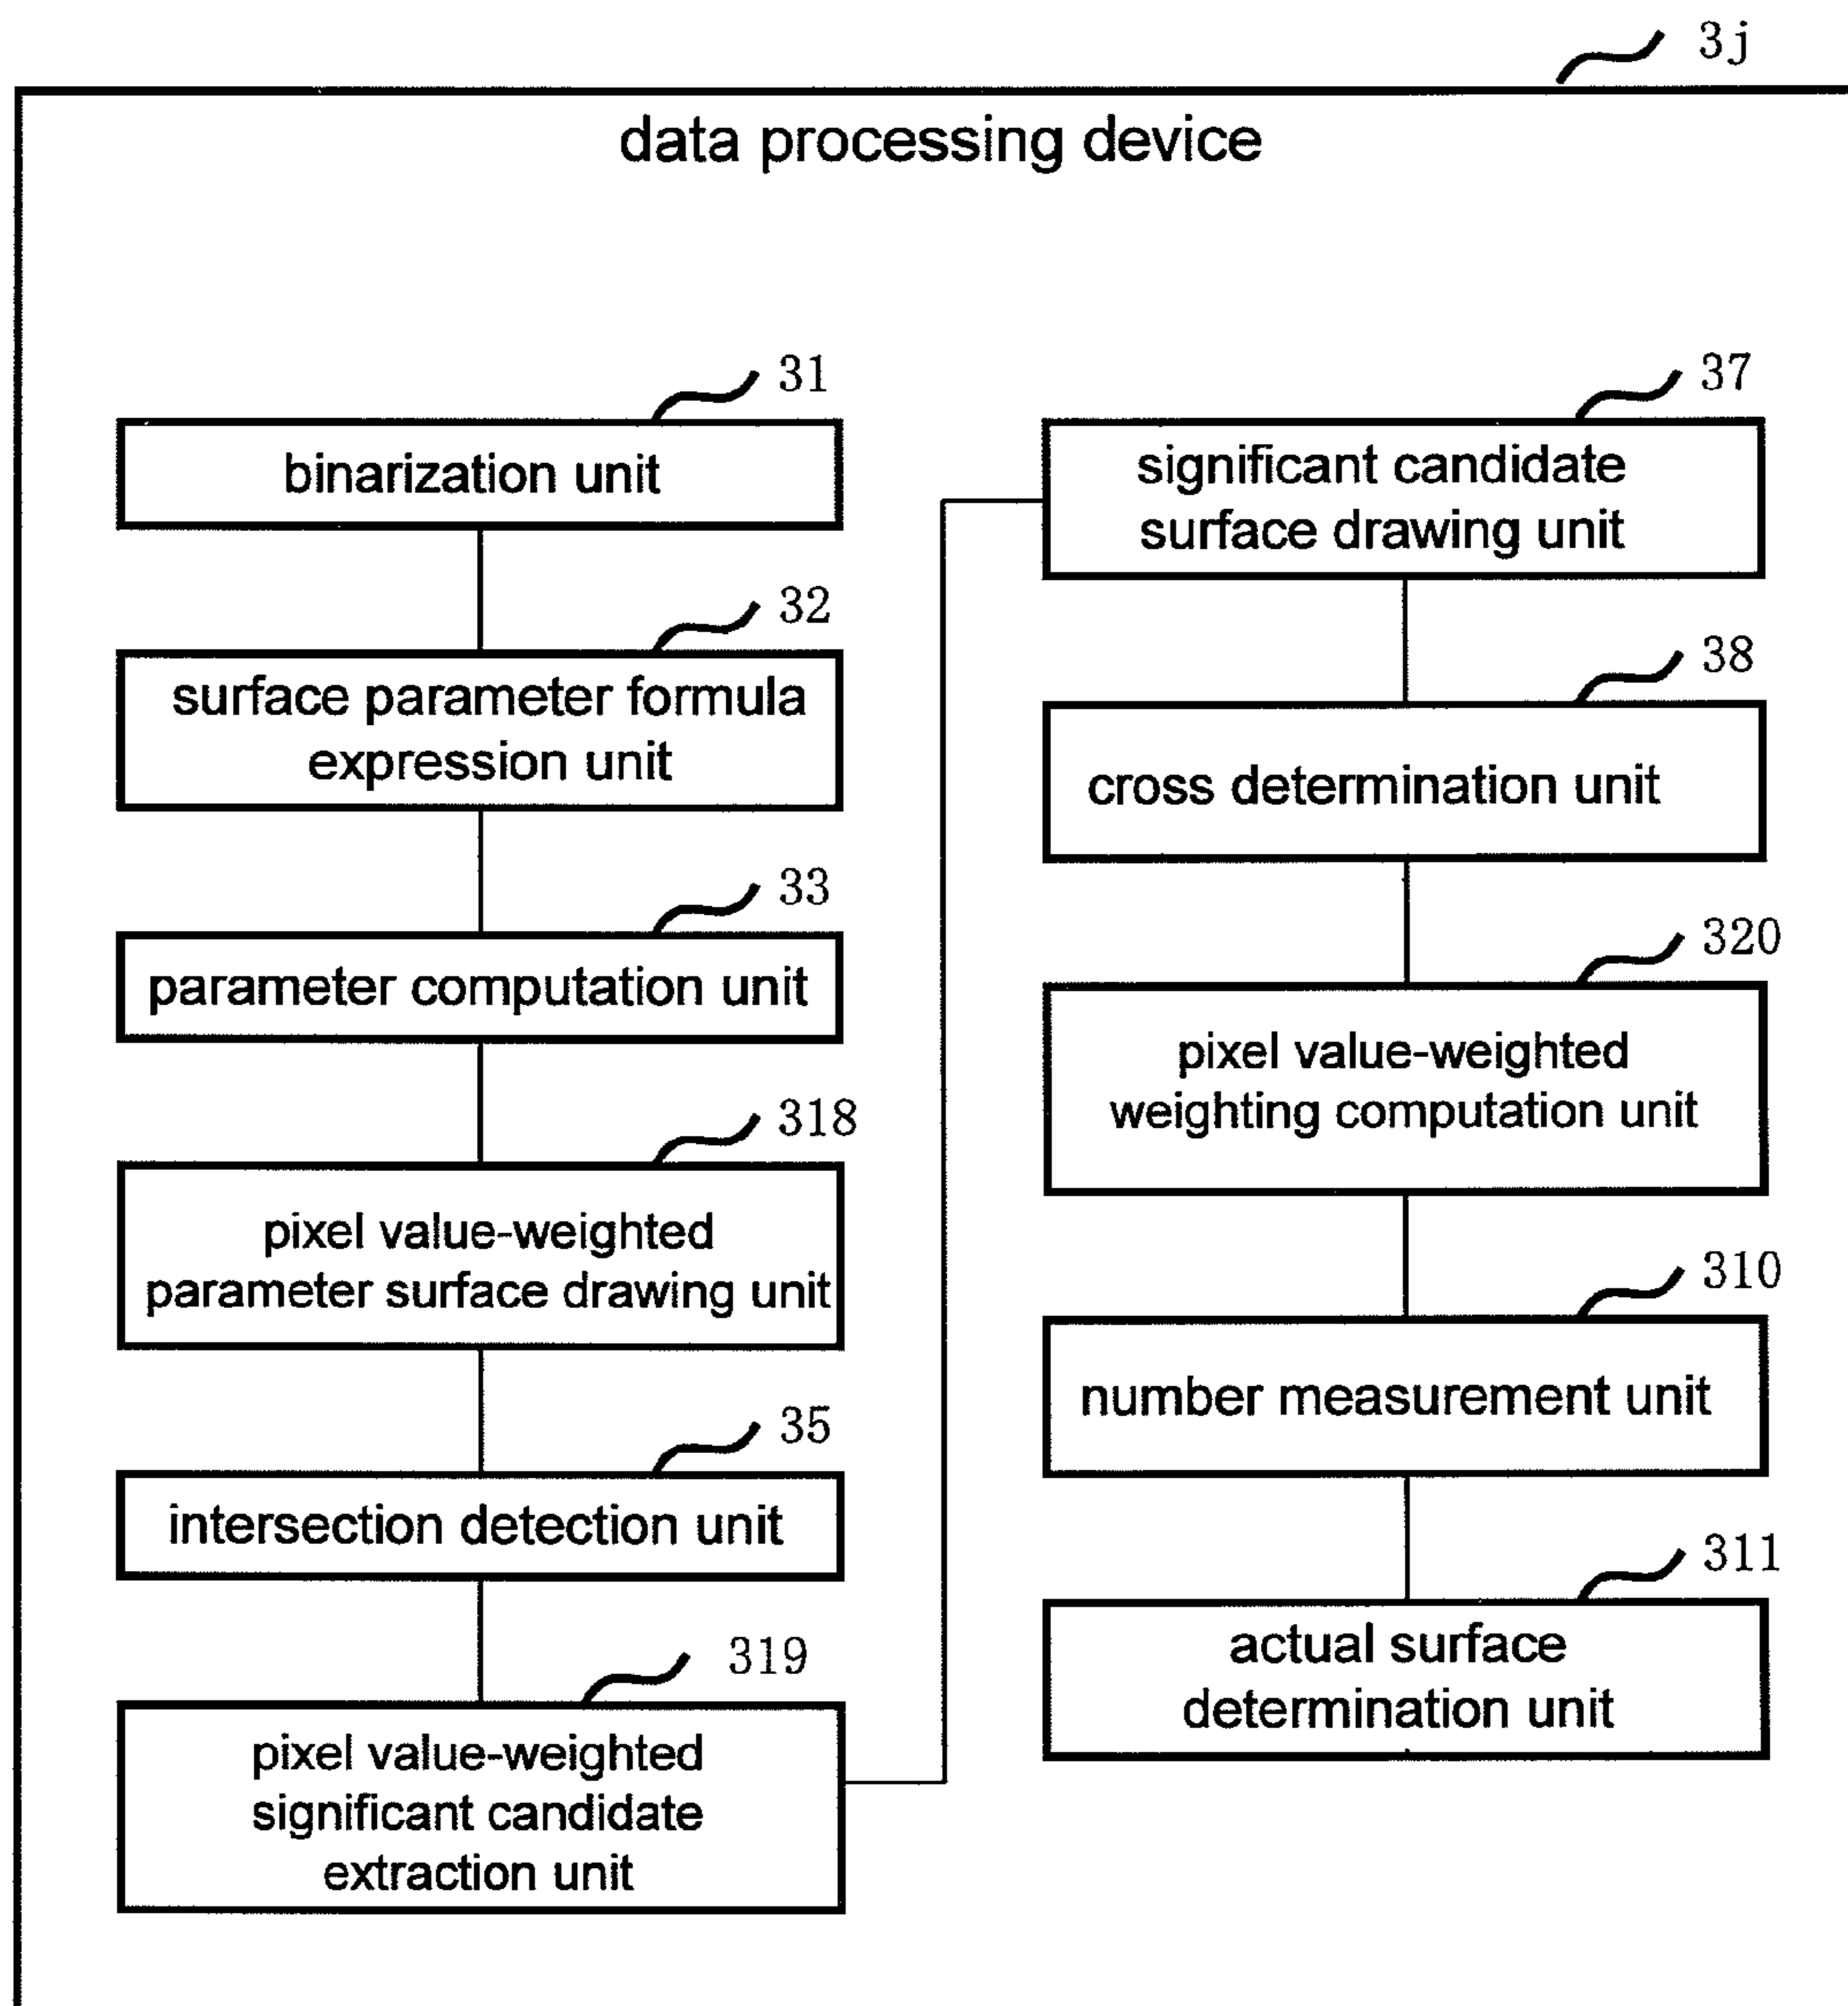 3j
data processing device
31
binarization unit
32
surface parameter formula
expression unit
33
parameter computation unit
318
pixel value-weighted
parameter surface drawing unit
35
intersection detection unit
319
pixel value-weighted
significant candidate
extraction unit
37
significant candidate
surface drawing unit
38
cross determination unit
320
pixel value-weighted
weighting computation unit
310
number measurement unit
311
actual surface
determination unit